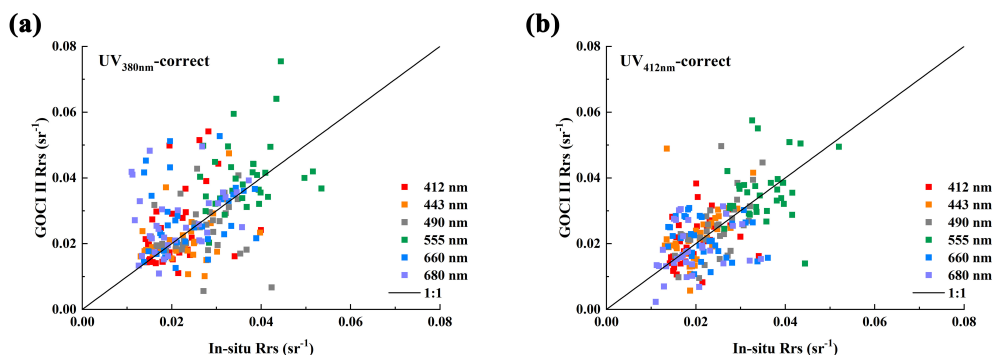 (a)
UV380nm-correct
GOCI II Rrs (sr-1)
0.08
0.06
0.04
0.02
0.00
0.00 0.02 0.04 0.06 0.08
In-situ Rrs (sr-1)
412 nm
443 nm
490 nm
555 nm
660 nm
680 nm
1:1
(b)
UV412nm-correct
GOCI II Rrs (sr-1)
0.08
0.06
0.04
0.02
0.00
0.00 0.02 0.04 0.06 0.08
In-situ Rrs (sr-1)
412 nm
443 nm
490 nm
555 nm
660 nm
680 nm
1:1